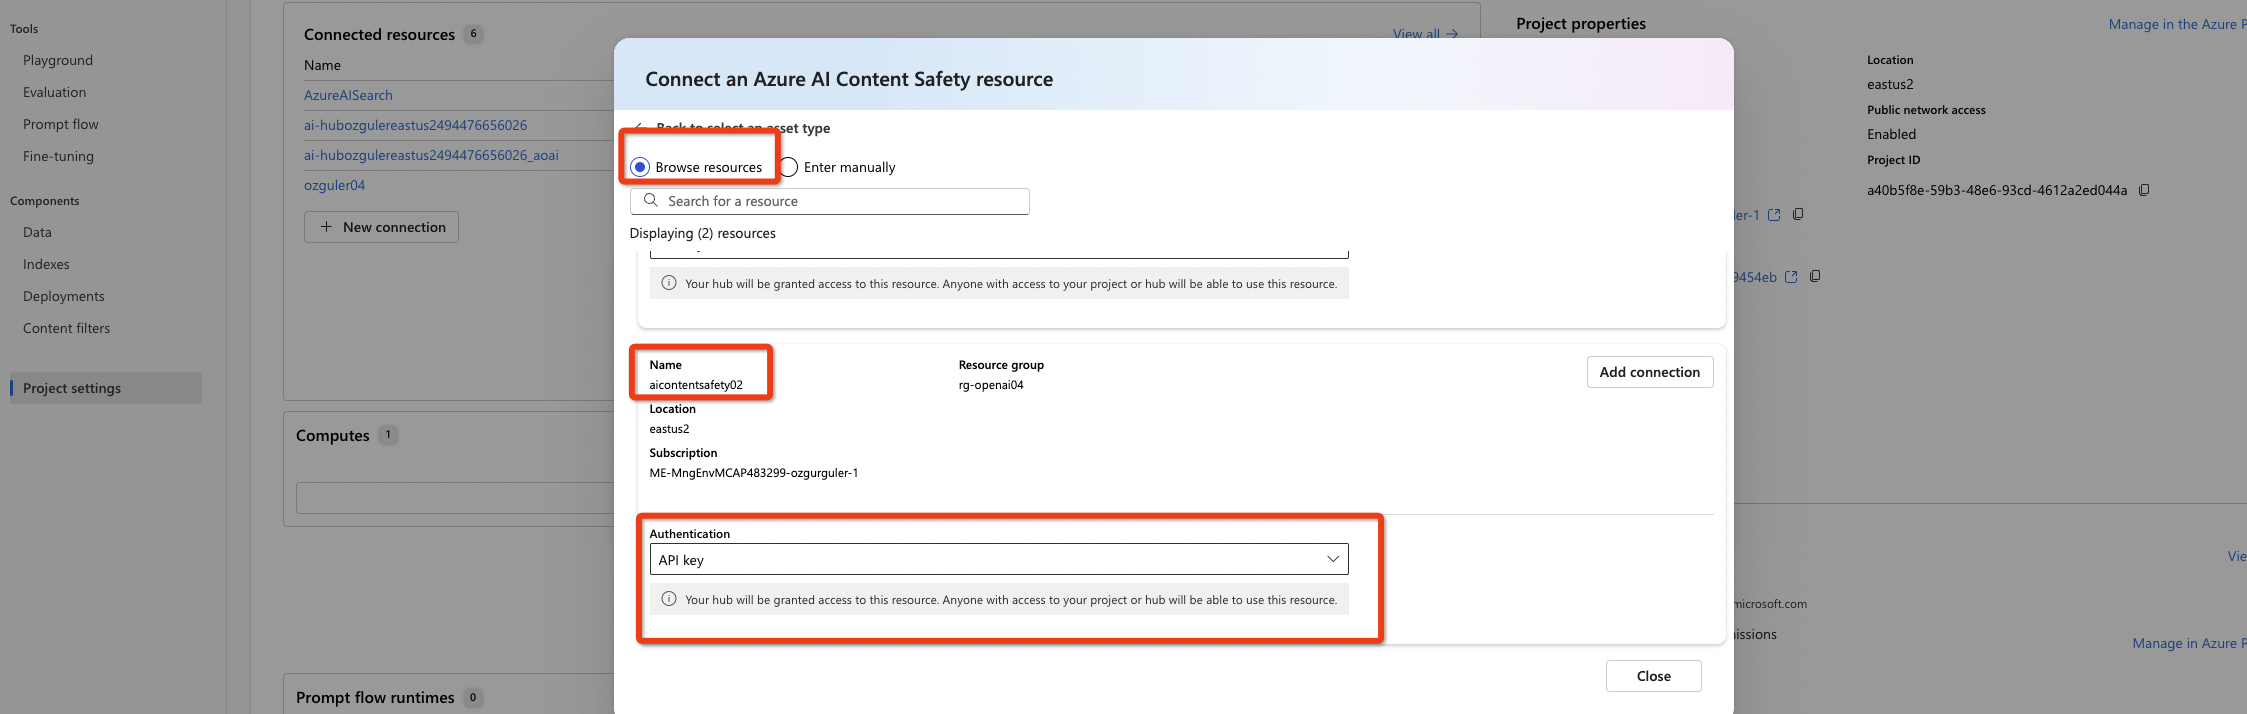 Tools
Playground
Evaluation
Prompt flow
Fine-tuning
Components
Data
Indexes
Deployments
Content filters
Project settings
Connected resources 6
View all →
Name
AzureAISearch
ai-hubozgulereastus2494476656026
ai-hubozgulereastus2494476656026_aoai
ozguler04
+ New connection
Computes 1
Prompt flow runtimes 0
Connect an Azure AI Content Safety resource
← Back to select an asset type
Browse resources
Enter manually
Search for a resource
Displaying (2) resources
Your hub will be granted access to this resource. Anyone with access to your project or hub will be able to use this resource.
Name
aicontentsafety02
Resource group
rg-openai04
Add connection
Location
eastus2
Subscription
ME-MngEnvMCAP483299-ozgurguler-1
Authentication
API key
Your hub will be granted access to this resource. Anyone with access to your project or hub will be able to use this resource.
Close
Project properties
Manage in the Azure P
Location
eastus2
Public network access
Enabled
Project ID
a40b5f8e-59b3-48e6-93cd-4612a2ed044a
ler-1
9454eb
Vie
microsoft.com
issions
Manage in Azure P